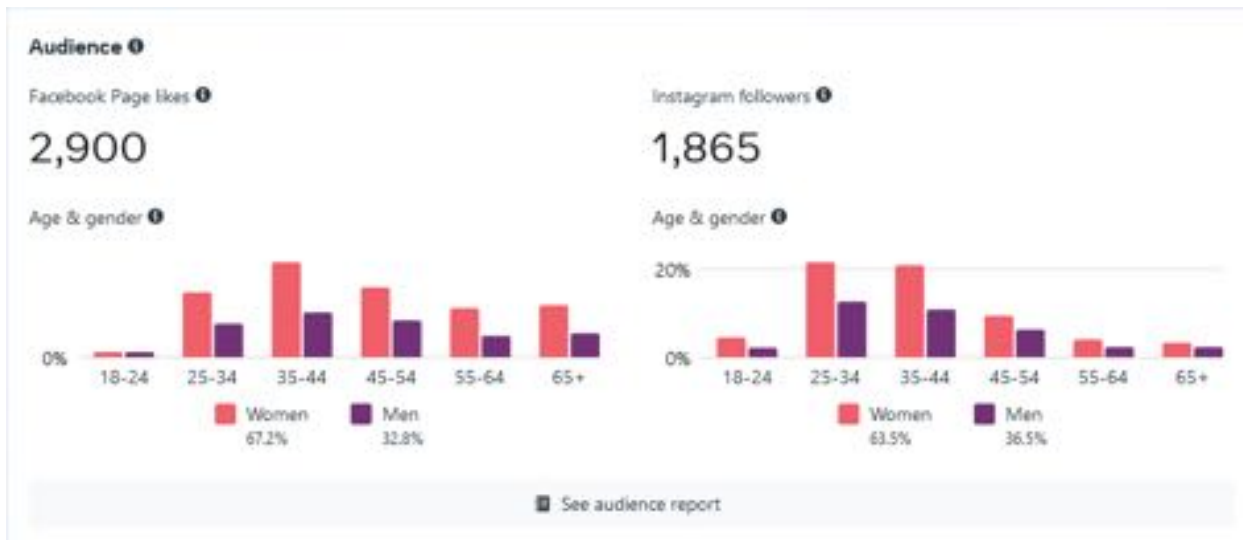 Audience
Facebook Page likes
2,900
Age & gender
0%
18-24 25-34 35-44 45-54 55-64 65+
Women Men
67.2% 32.8%
Instagram followers
1,865
Age & gender
20%
0%
18-24 25-34 35-44 45-54 55-64 65+
Women Men
63.5% 36.5%
See audience report